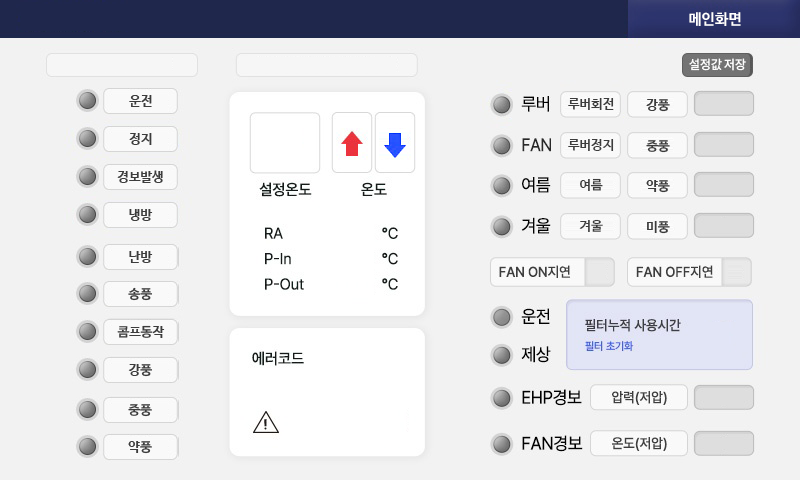 메인화면
설정값 저장
운전
정지
경보발생
냉방
난방
송풍
콤프동작
강풍
중풍
약풍
설정온도
온도
RA °C
P-In °C
P-Out °C
에러코드
루버 루버회전 강풍
FAN 루버정지 중풍
여름 여름 약풍
겨울 겨울 미풍
FAN ON지연 FAN OFF지연
운전
제상
필터누적 사용시간
필터 초기화
EHP경보 압력(저압)
FAN경보 온도(저압)